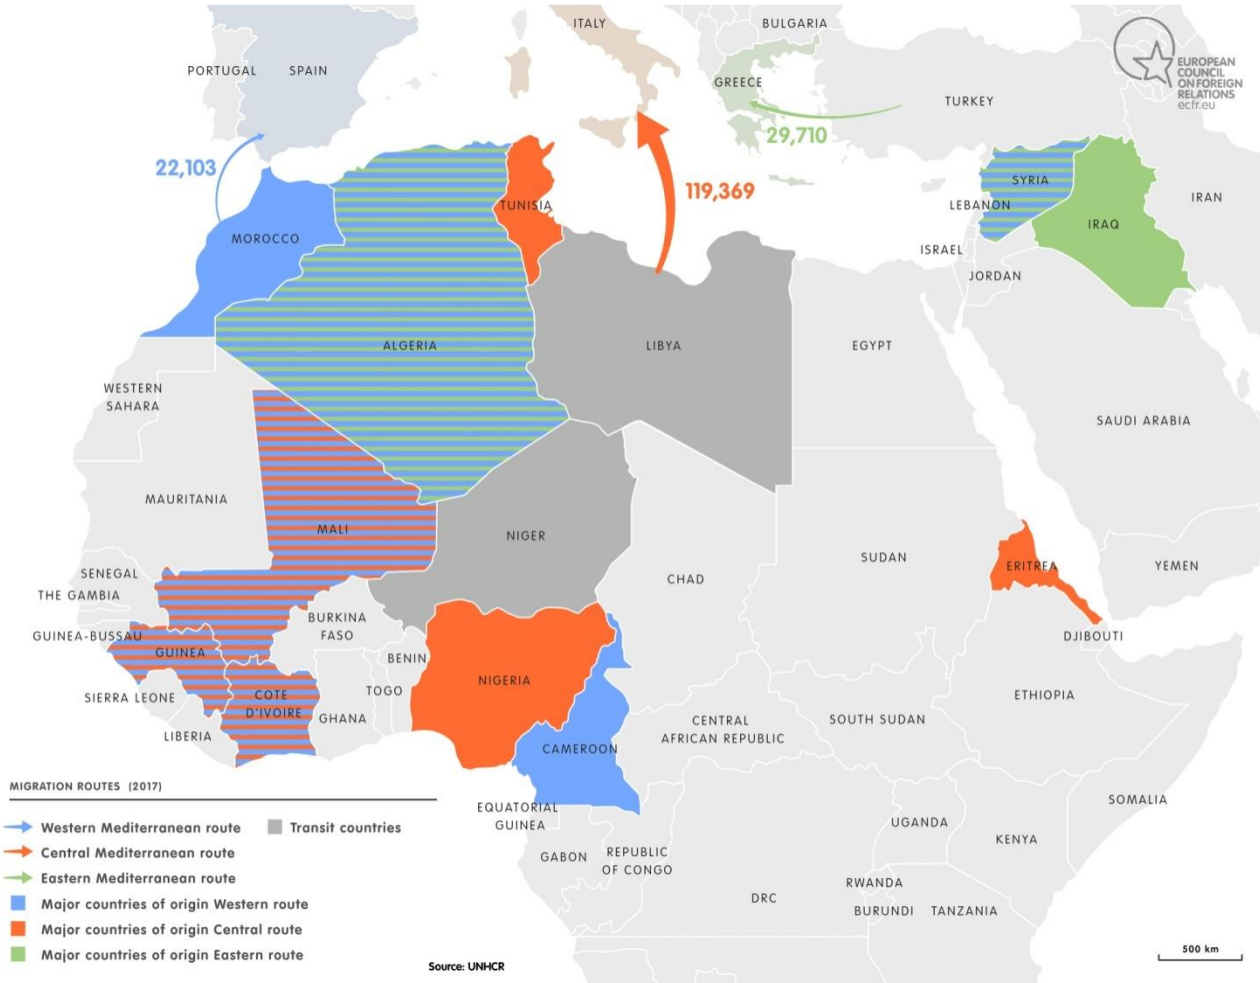 ITALY
BULGARIA
PORTUGAL
SPAIN
GREECE
TURKEY
EUROPEAN
COUNCIL
ON FOREIGN
RELATIONS
ecfr.eu
29,710
22,103
119,369
SYRIA
LEBANON
IRAN
TUNISIA
IRAQ
MOROCCO
ISRAEL
JORDAN
ALGERIA
LIBYA
EGYPT
WESTERN
SAHARA
SAUDI ARABIA
MAURITANIA
MALI
NIGER
SUDAN
ERITREA
YEMEN
SENEGAL
CHAD
THE GAMBIA
BURKINA
FASO
GUINEA-BUSSAU
DJIBOUTI
GUINEA
BENIN
NIGERIA
SIERRA LEONE
COTE
D'IVOIRE
TOGO
GHANA
ETHIOPIA
LIBERIA
CENTRAL
AFRICAN REPUBLIC
SOUTH SUDAN
CAMEROON
SOMALIA
EQUATORIAL
GUINEA
UGANDA
KENYA
GABON
REPUBLIC
OF CONGO
RWANDA
DRC
BURUNDI
TANZANIA
MIGRATION ROUTES (2017)
Western Mediterranean route
Transit countries
Central Mediterranean route
Eastern Mediterranean route
Major countries of origin Western route
Major countries of origin Central route
Major countries of origin Eastern route
Source: UNHCR
500 km